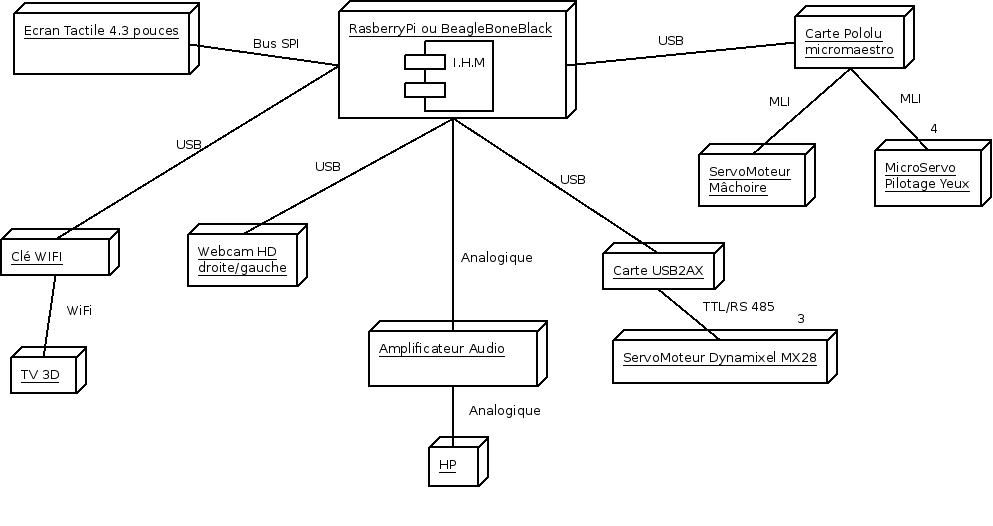 Ecran Tactile 4.3 pouces
Bus SPI
RasberryPi ou BeagleBoneBlack
I.H.M
USB
Carte Pololu
micromaestro
MLI
MLI
4
ServoMoteur
Mâchoire
MicroServo
Pilotage Yeux
USB
USB
USB
Clé WIFI
Webcam HD
droite/gauche
Analogique
Carte USB2AX
WiFi
TTL/RS 485
3
TV 3D
Amplificateur Audio
ServoMoteur Dynamixel MX28
Analogique
HP